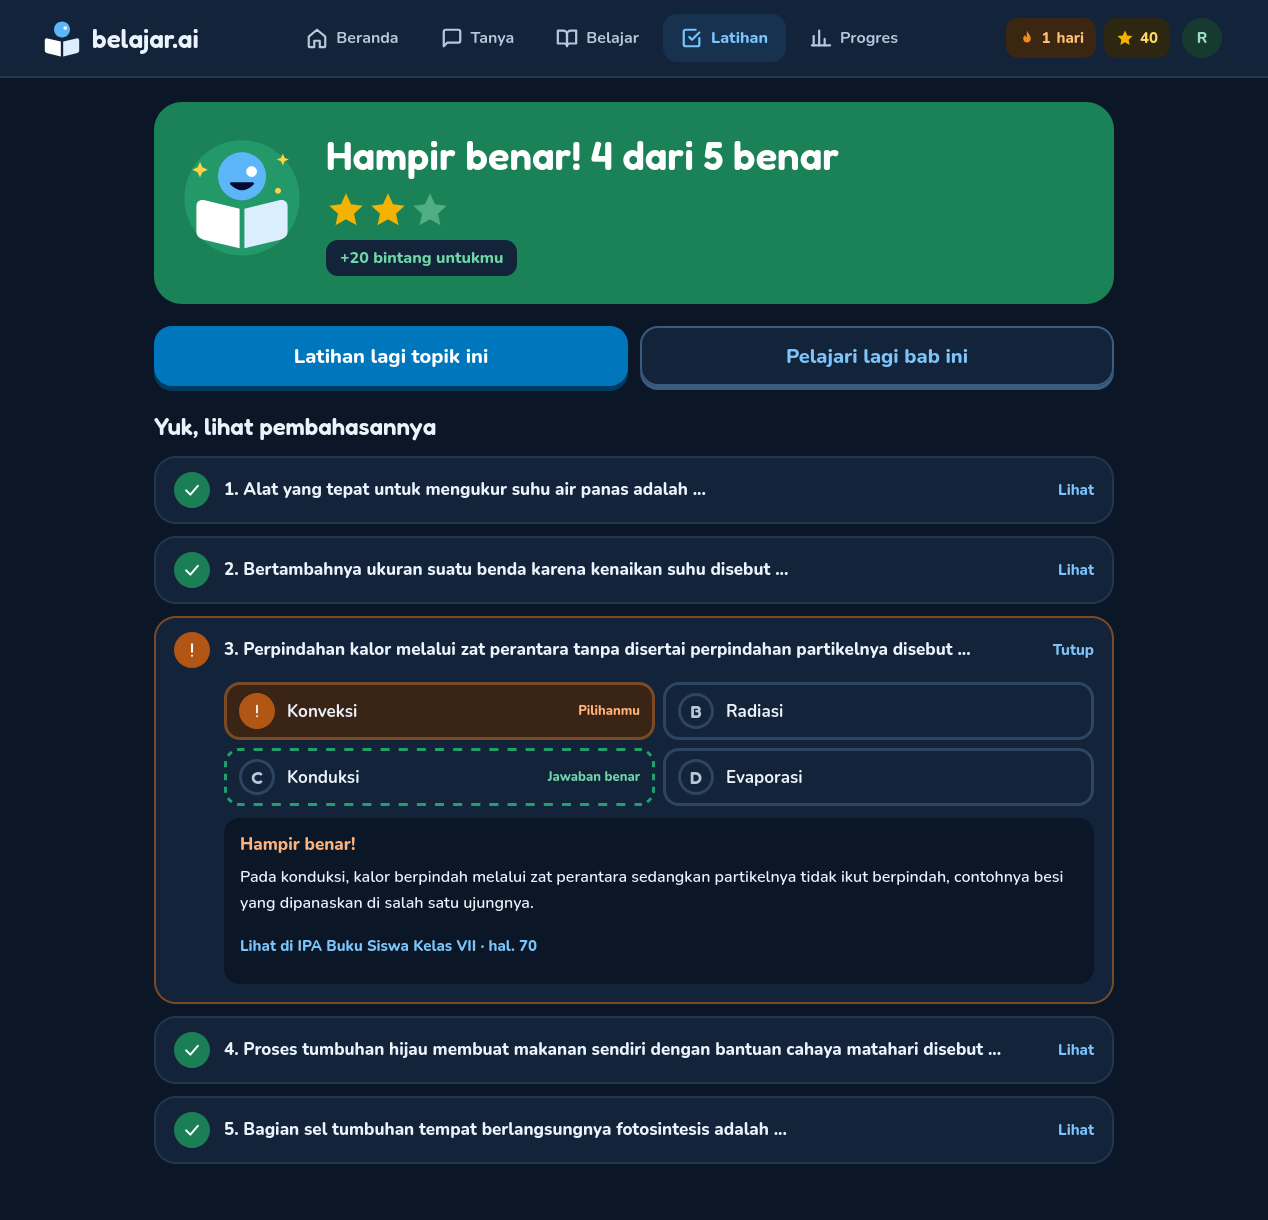 belajar.ai
Beranda
Tanya
Belajar
Latihan
Progres
1 hari
40
R
Hampir benar! 4 dari 5 benar
+20 bintang untukmu
Latihan lagi topik ini
Pelajari lagi bab ini
Yuk, lihat pembahasannya
1. Alat yang tepat untuk mengukur suhu air panas adalah ...
Lihat
2. Bertambahnya ukuran suatu benda karena kenaikan suhu disebut ...
Lihat
!
3. Perpindahan kalor melalui zat perantara tanpa disertai perpindahan partikelnya disebut ...
Tutup
!
Konveksi
Pilihanmu
B
Radiasi
C
Konduksi
Jawaban benar
D
Evaporasi
Hampir benar!
Pada konduksi, kalor berpindah melalui zat perantara sedangkan partikelnya tidak ikut berpindah, contohnya besi
yang dipanaskan di salah satu ujungnya.
Lihat di IPA Buku Siswa Kelas VII · hal. 70
4. Proses tumbuhan hijau membuat makanan sendiri dengan bantuan cahaya matahari disebut ...
Lihat
5. Bagian sel tumbuhan tempat berlangsungnya fotosintesis adalah ...
Lihat